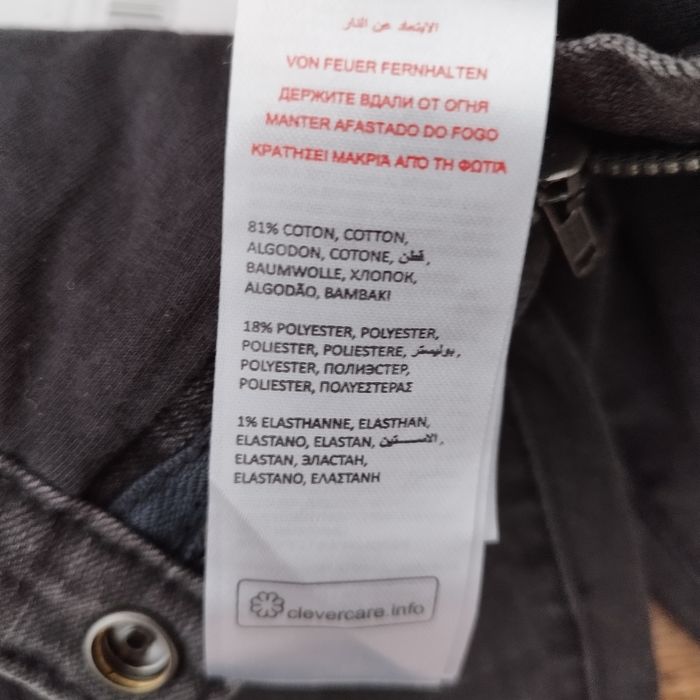 الابتعاد عن النار
VON FEUER FERNHALTEN
ДЕРЖИТЕ ВДАЛИ ОТ ОГНЯ
MANTER AFASTADO DO FOGO
ΚΡΑΤΗΣΕΙ ΜΑΚΡΙΑ ΑΠΟ ΤΗ ΦΩΤΙΑ
81% COTON, COTTON,
ALGODON, COTONE, قطن,
BAUMWOLLE, ХЛОПОК,
ALGODÃO, BAMBAKI
18% POLYESTER, POLYESTER,
POLIESTER, POLIESTERE, بوليستر,
POLYESTER, ПОЛИЭСТЕР,
POLIESTER, ΠΟΛΥΕΣΤΕΡΑΣ
1% ELASTHANNE, ELASTHAN,
ELASTANO, ELASTAN, الاستين,
ELASTAN, ЭЛАСТАН,
ELASTANO, ΕΛΑΣΤΑΝΗ
clevercare.info